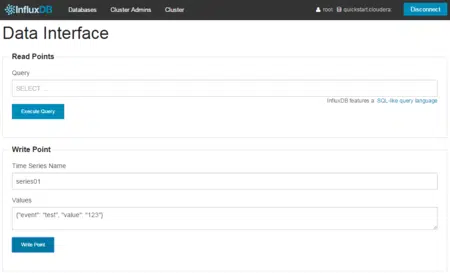 InfluxDB Databases Cluster Admins Cluster root quickstart.cloudera: Disconnect
Data Interface
Read Points
Query
SELECT ...
InfluxDB features a SQL-like query language
Execute Query
Write Point
Time Series Name
series01
Values
{"event": "test", "value": "123"}
Write Point